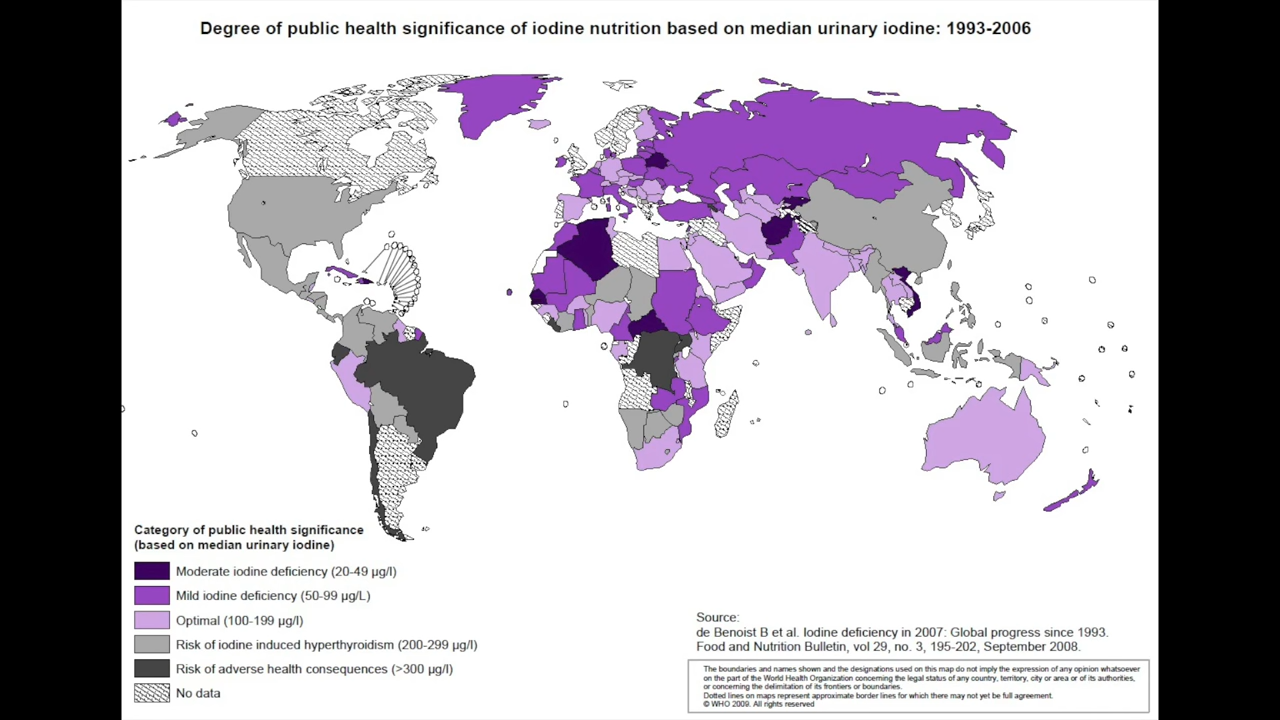 Degree of public health significance of iodine nutrition based on median urinary iodine: 1993-2006
Category of public health significance
(based on median urinary iodine)
Moderate iodine deficiency (20-49 µg/l)
Mild iodine deficiency (50-99 µg/L)
Optimal (100-199 µg/l)
Risk of iodine induced hyperthyroidism (200-299 µg/l)
Risk of adverse health consequences (>300 µg/l)
No data
Source:
de Benoist B et al. Iodine deficiency in 2007: Global progress since 1993.
Food and Nutrition Bulletin, vol 29, no. 3, 195-202, September 2008.
The boundaries and names shown and the designations used on this map do not imply the expression of any opinion whatsoever
on the part of the World Health Organization concerning the legal status of any country, territory, city or area or of its authorities,
or concerning the delimitation of its frontiers or boundaries.
Dotted lines on maps represent approximate border lines for which there may not yet be full agreement.
© WHO 2009. All rights reserved